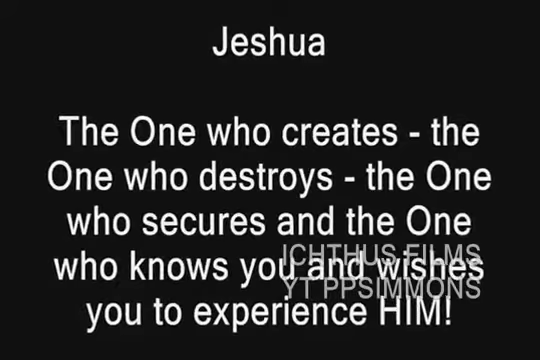 Jeshua
The One who creates - the
One who destroys - the One
who secures and the One
who knows you and wishes
you to experience HIM!
ICHTHUS FILMS
YT PPSIMMONS